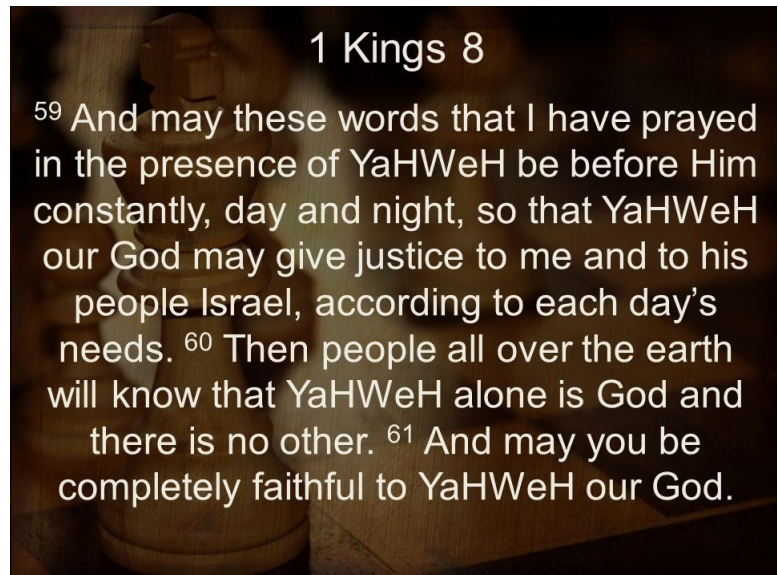 1 Kings 8
59 And may these words that I have prayed
in the presence of YaHWeH be before Him
constantly, day and night, so that YaHWeH
our God may give justice to me and to his
people Israel, according to each day’s
needs. 60 Then people all over the earth
will know that YaHWeH alone is God and
there is no other. 61 And may you be
completely faithful to YaHWeH our God.